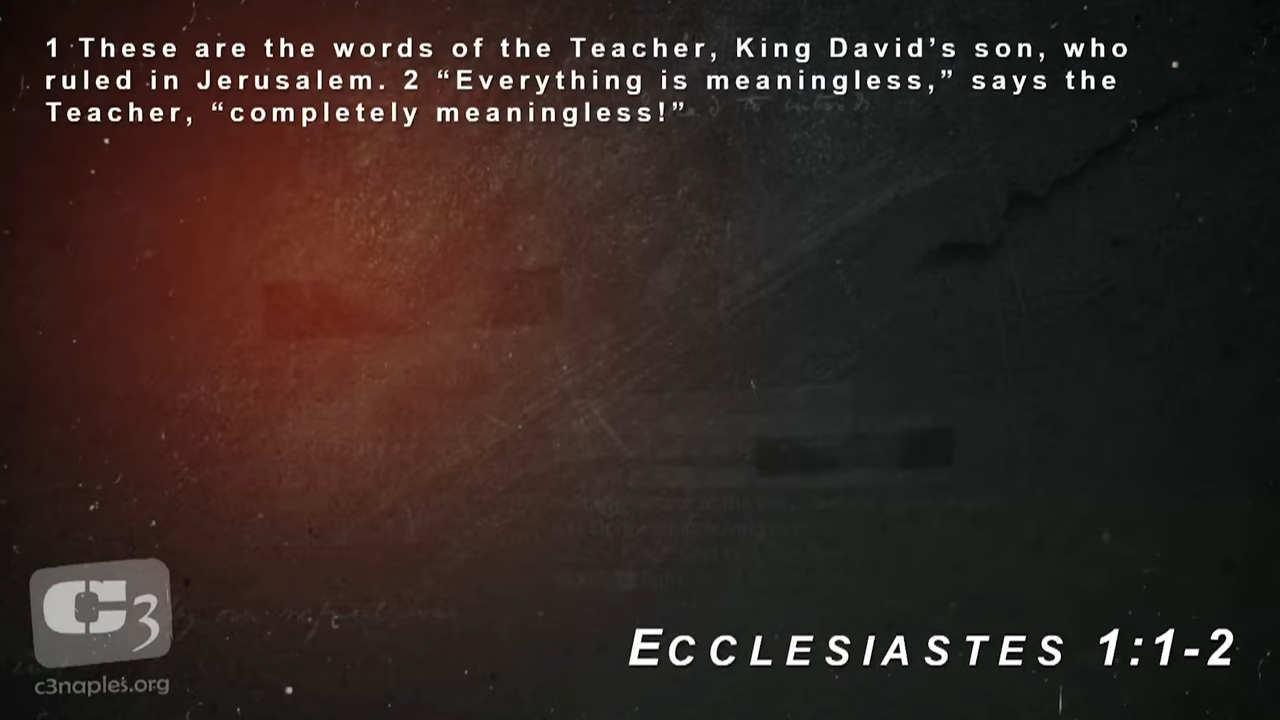 1 These are the words of the Teacher, King David’s son, who
ruled in Jerusalem. 2 “Everything is meaningless,” says the
Teacher, “completely meaningless!”
C3
c3naples.org
ECCLESIASTES 1:1-2